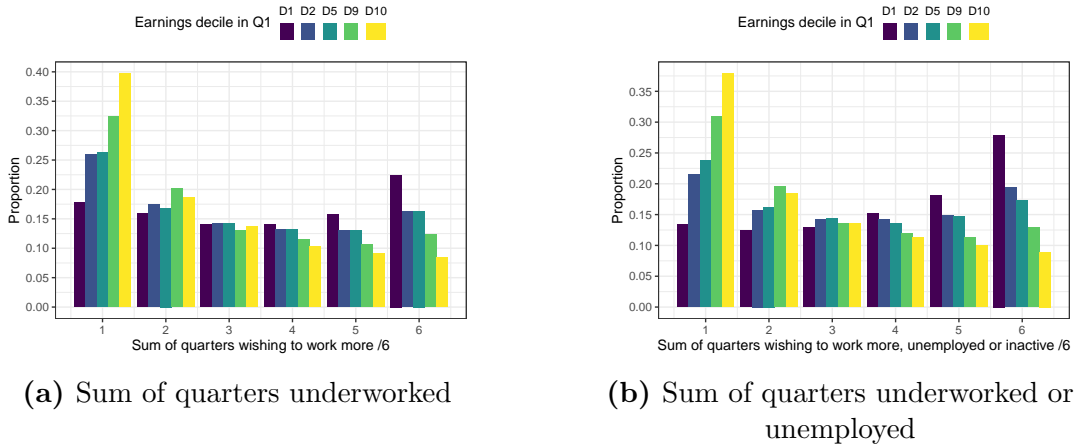 Earnings decile in Q1 D1 D2 D5 D9 D10
Proportion
0.40
0.35
0.30
0.25
0.20
0.15
0.10
0.05
0.00
1 2 3 4 5 6
Sum of quarters wishing to work more /6
(a) Sum of quarters underworked
Earnings decile in Q1 D1 D2 D5 D9 D10
Proportion
0.35
0.30
0.25
0.20
0.15
0.10
0.05
0.00
1 2 3 4 5 6
Sum of quarters wishing to work more, unemployed or inactive /6
(b) Sum of quarters underworked or
unemployed